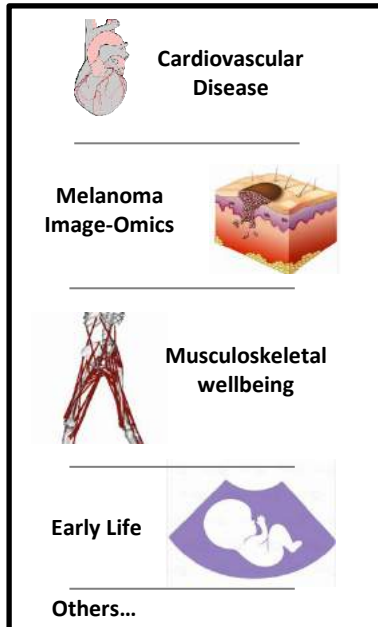 Cardiovascular
Disease
Melanoma
Image-Omics
Musculoskeletal
wellbeing
Early Life
Others…